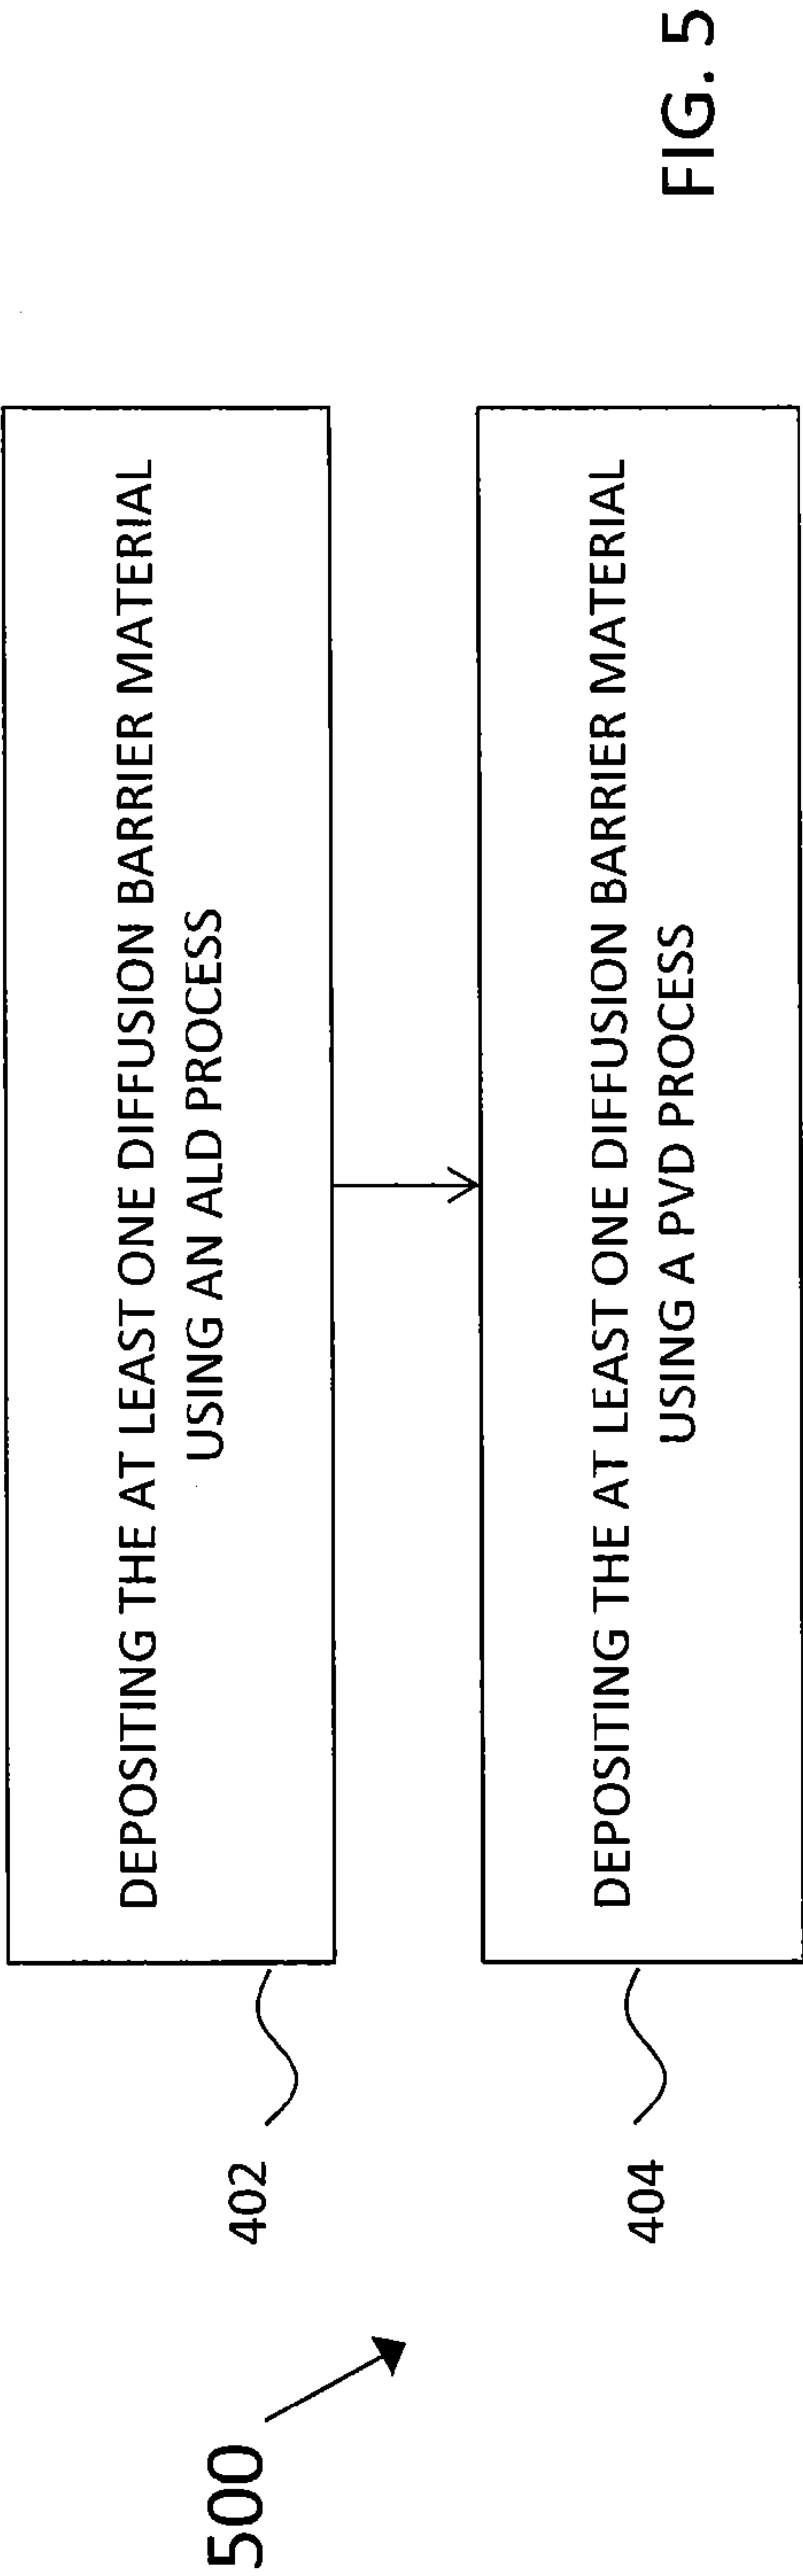 500
402
DEPOSITING THE AT LEAST ONE DIFFUSION BARRIER MATERIAL
USING AN ALD PROCESS
404
DEPOSITING THE AT LEAST ONE DIFFUSION BARRIER MATERIAL
USING A PVD PROCESS
FIG. 5